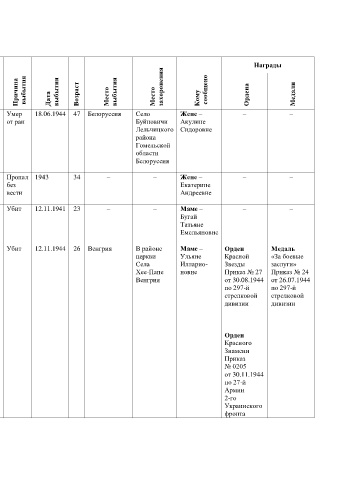 Причина выбытия
Дата выбытия
Возраст
Место выбытия
Место захоронения
Кому сообщено
Награды
Ордена
Медали
Умер 18.06.1944 47 Белоруссия Село Жене – – –
от ран Буйновичи Акулине
Лельчицкого Сидоровне
района
Гомельской
области
Белоруссия
Пропал 1943 34 – – Жене – – –
без Екатерине
вести Андреевне
Убит 12.11.1941 23 – – Маме – – –
Бугай
Татьяне
Емельяновне
Убит 12.11.1944 26 Венгрия В районе Маме – Орден Медаль
церкви Ульяне Красной «За боевые
Села Илларио- Звезды заслуги»
Хее-Папе новне Приказ № 27 Приказ № 24
Венгрия от 30.08.1944 от 26.07.1944
по 297-й по 297-й
стрелковой стрелковой
дивизии дивизии
Орден
Красного
Знамени
Приказ
№ 0205
от 30.11.1944
по 27-й
Армии
2-го
Украинского
фронта